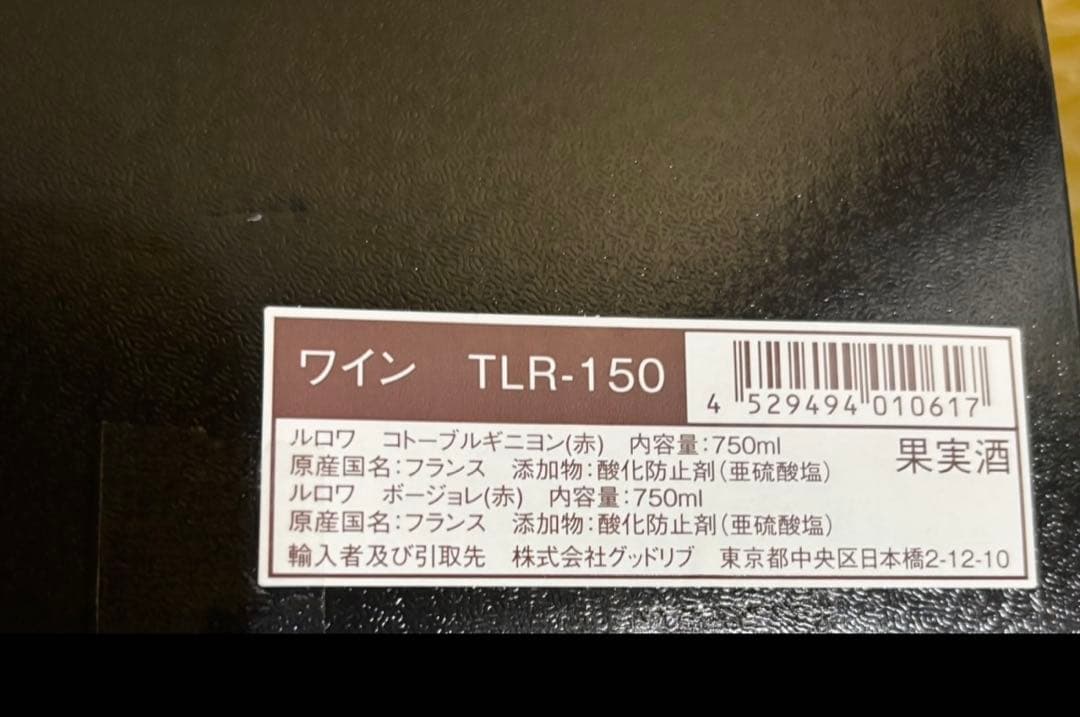 ワイン TLR-150
4 529494 010617
ルロワ コトーブルギニヨン(赤) 内容量:750ml
果実酒
原産国名:フランス 添加物:酸化防止剤(亜硫酸塩)
ルロワ ボージョレ(赤) 内容量:750ml
原産国名:フランス 添加物:酸化防止剤(亜硫酸塩)
輸入者及び引取先 株式会社グッドリブ 東京都中央区日本橋2-12-10